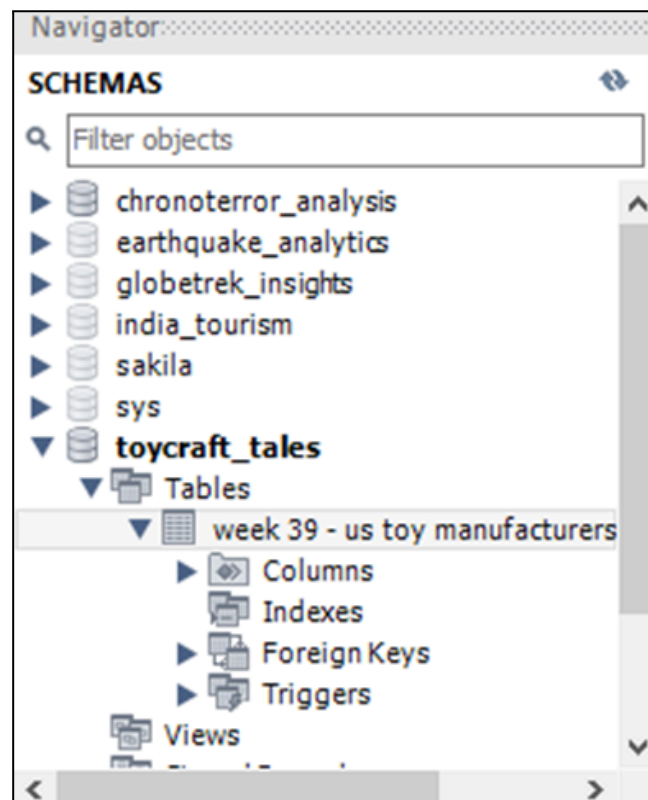 Navigator
SCHEMAS
Filter objects
chronoterror_analysis
earthquake_analytics
globetrek_insights
india_tourism
sakila
sys
toycraft_tales
Tables
week 39 - us toy manufacturers
Columns
Indexes
Foreign Keys
Triggers
Views